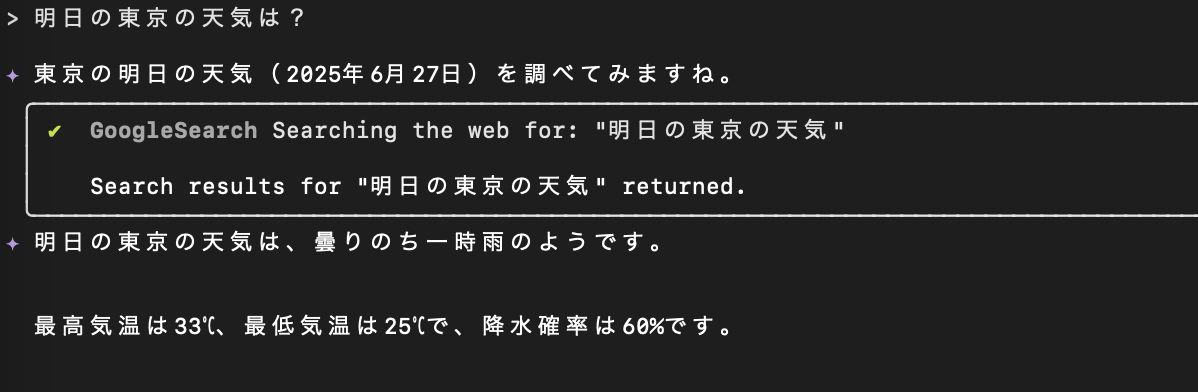 > 明日の東京の天気は？
✦ 東京の明日の天気（2025年6月27日）を調べてみますね。
✔ GoogleSearch Searching the web for: "明日の東京の天気"
Search results for "明日の東京の天気" returned.
✦ 明日の東京の天気は、曇りのち一時雨のようです。
最高気温は33℃、最低気温は25℃で、降水確率は60%です。